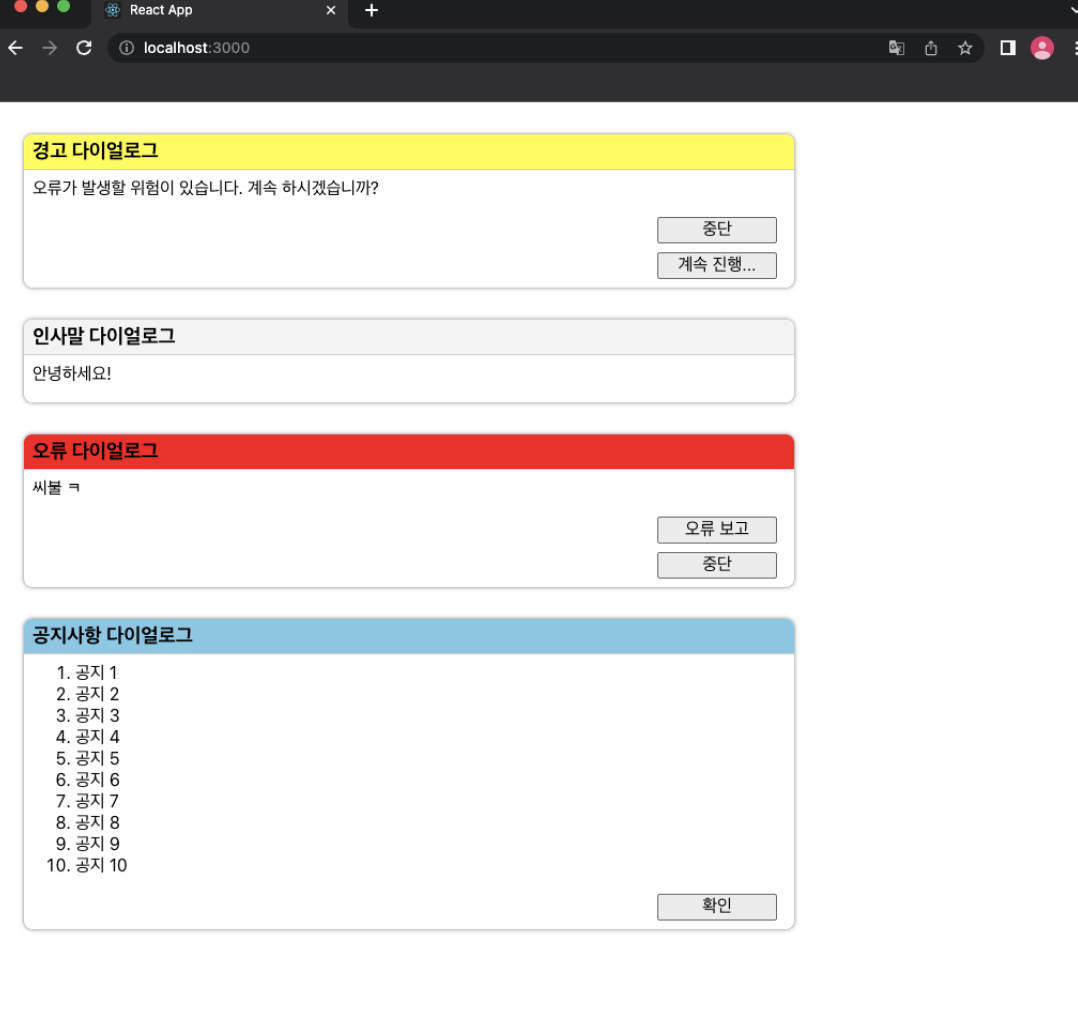 React App
localhost:3000
경고 다이얼로그
오류가 발생할 위험이 있습니다. 계속 하시겠습니까?
중단
계속 진행...
인사말 다이얼로그
안녕하세요!
오류 다이얼로그
씨불 ㅋ
오류 보고
중단
공지사항 다이얼로그
1. 공지 1
2. 공지 2
3. 공지 3
4. 공지 4
5. 공지 5
6. 공지 6
7. 공지 7
8. 공지 8
9. 공지 9
10. 공지 10
확인